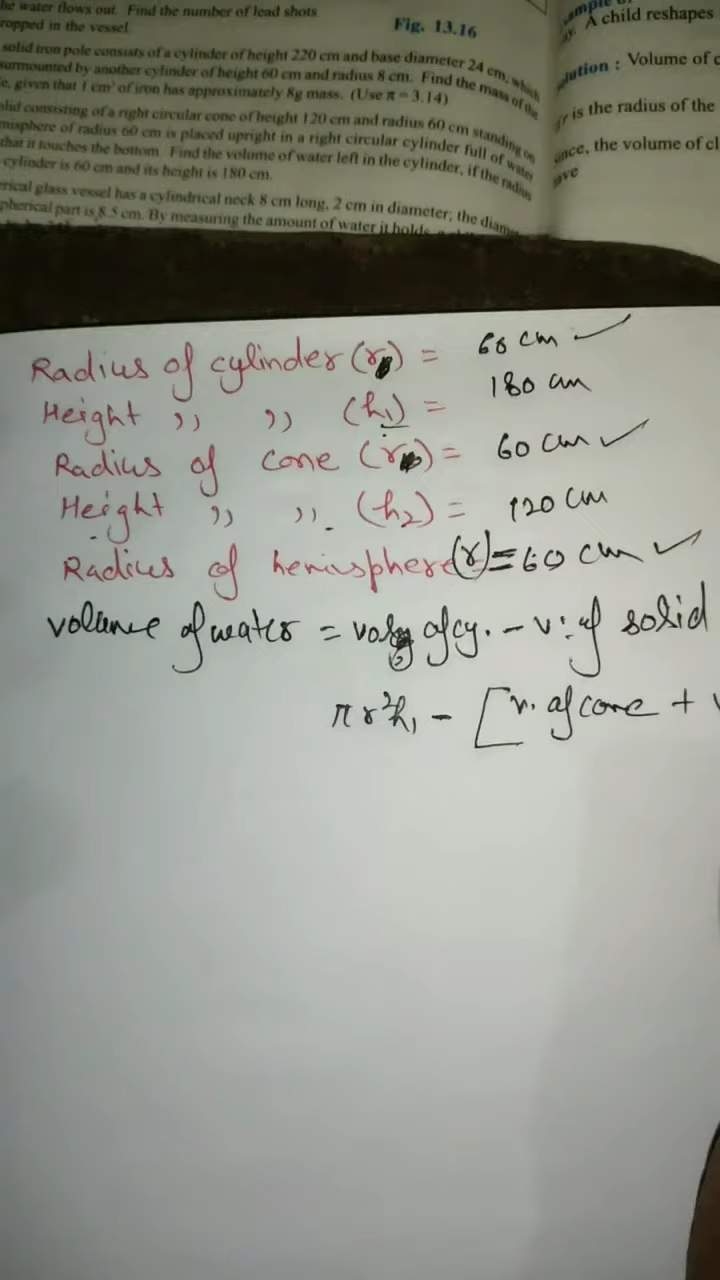 he water flows out. Find the number of lead shots
ropped in the vessel.
Fig. 13.16
solid iron pole consists of a cylinder of height 220 cm and base diameter 24 cm, which
surmounted by another cylinder of height 60 cm and radius 8 cm. Find the mass of the
e, given that 1 cm³ of iron has approximately 8g mass. (Use π = 3.14)
olid consisting of a right circular cone of height 120 cm and radius 60 cm standing on
misphere of radius 60 cm is placed upright in a right circular cylinder full of water
that it touches the bottom. Find the volume of water left in the cylinder, if the radius
cylinder is 60 cm and its height is 180 cm.
erical glass vessel has a cylindrical neck 8 cm long, 2 cm in diameter; the diame
pherical part is 8.5 cm. By measuring the amount of water it holds, a
A child reshapes
lution : Volume of c
r is the radius of the
ence, the volume of cl
ave
Radius of cylinder (r) = 60 cm ✓
Height ,, ,, (h₁) = 180 cm
Radius of cone (r) = 60 cm ✓
Height ,, ,, (h₂) = 120 cm
Radius of hemisphere (r) = 60 cm ✓
volume of water = of cy. - v: of solid
πr²h₁ - [v. of cone +